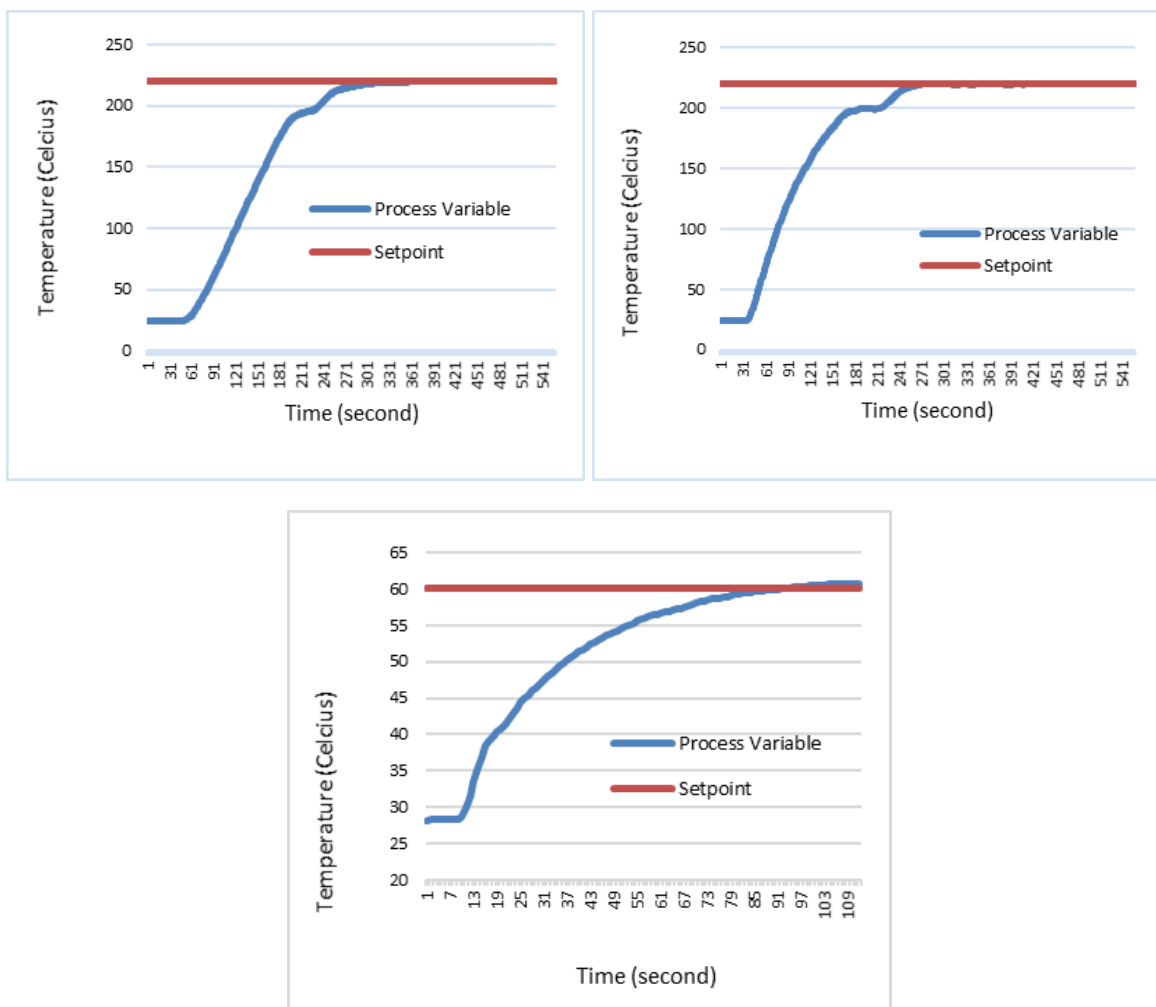 250
200
150
100
50
0
Temperature (Celcius)
Process Variable
Setpoint
1 31 61 91 121 151 181 211 241 271 301 331 361 391 421 451 481 511 541
Time (second)
250
200
150
100
50
0
Temperature (Celcius)
Process Variable
Setpoint
1 31 61 91 121 151 181 211 241 271 301 331 361 391 421 451 481 511 541
Time (second)
65
60
55
50
45
40
35
30
25
20
Temperature (Celcius)
Process Variable
Setpoint
1 7 13 19 25 31 37 43 49 55 61 67 73 79 85 91 97 103 109
Time (second)